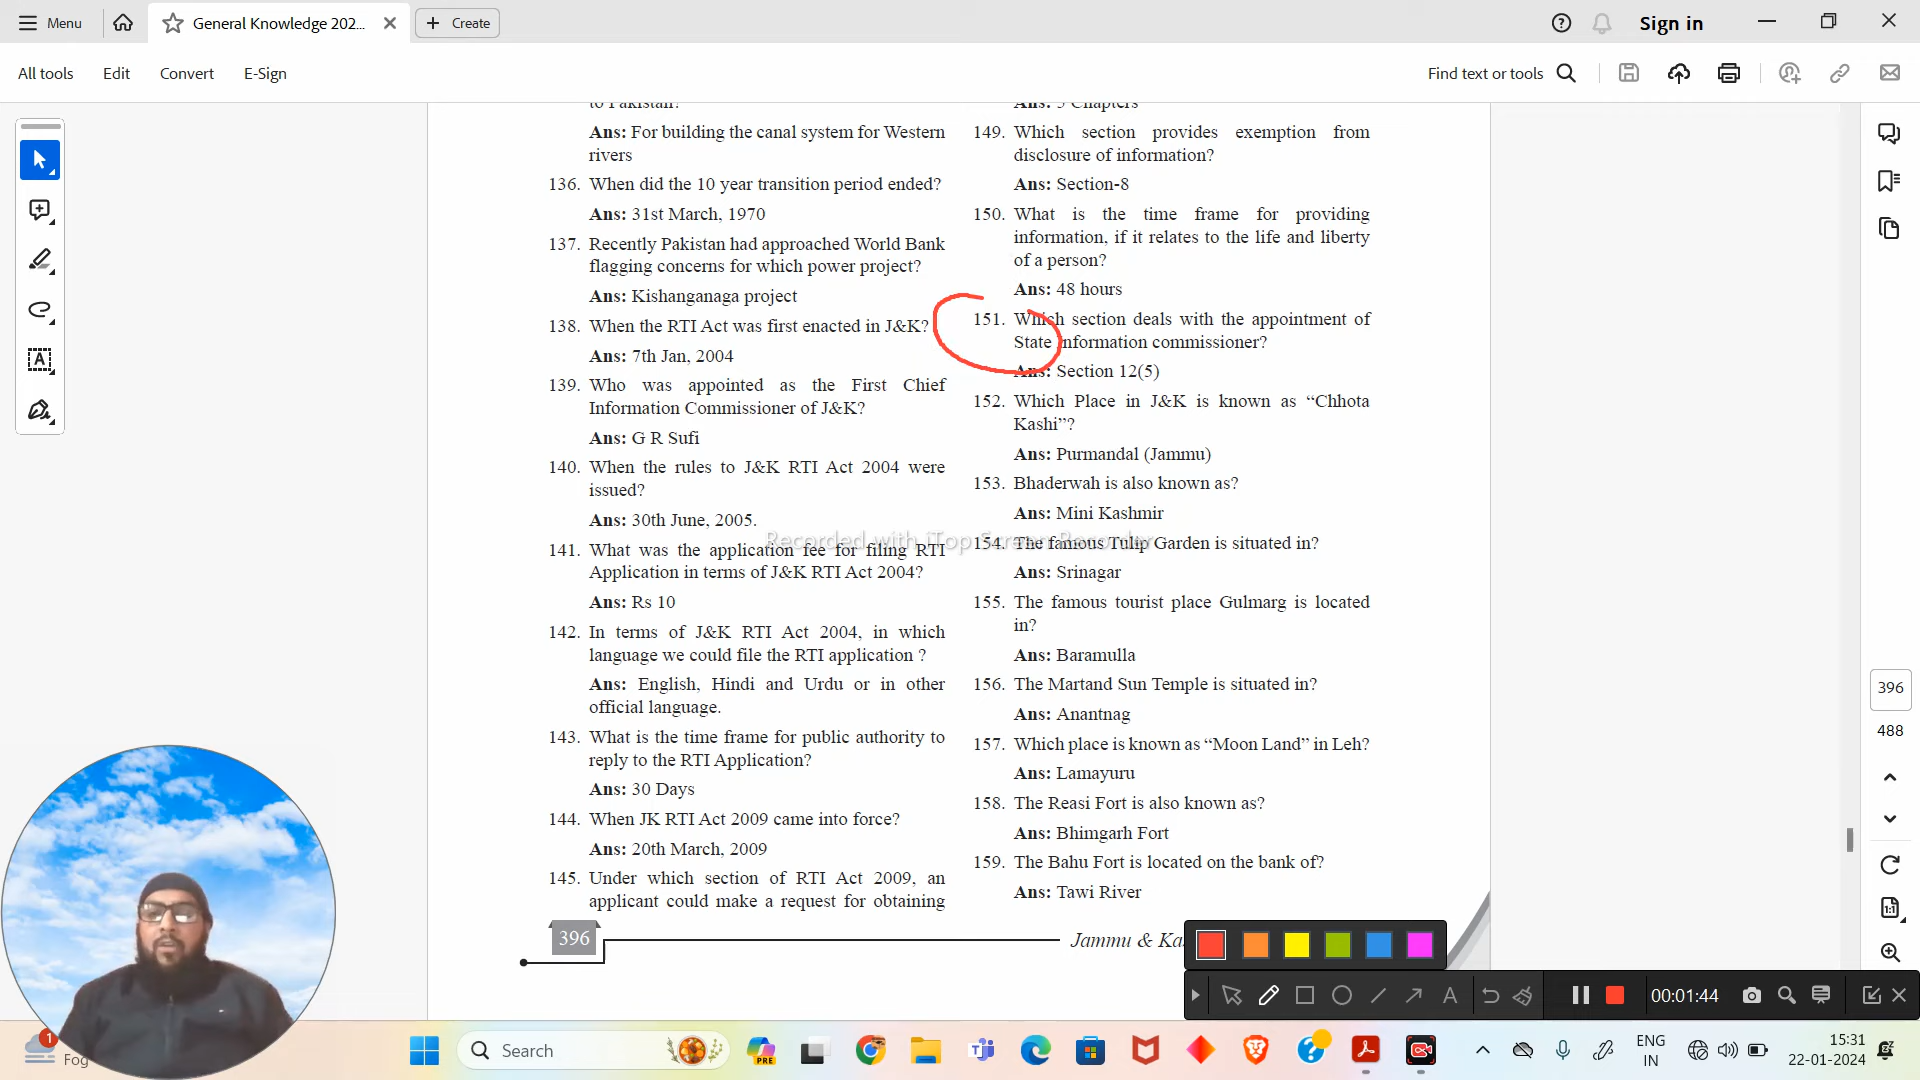 Menu
General Knowledge 202...
Create
Sign in
All tools
Edit
Convert
E-Sign
Find text or tools
to Pakistan?
Ans: For building the canal system for Western
rivers
136. When did the 10 year transition period ended?
Ans: 31st March, 1970
137. Recently Pakistan had approached World Bank
flagging concerns for which power project?
Ans: Kishanganaga project
138. When the RTI Act was first enacted in J&K?
Ans: 7th Jan, 2004
139. Who was appointed as the First Chief
Information Commissioner of J&K?
Ans: G R Sufi
140. When the rules to J&K RTI Act 2004 were
issued?
Ans: 30th June, 2005.
141. What was the application fee for filing RTI
Application in terms of J&K RTI Act 2004?
Ans: Rs 10
142. In terms of J&K RTI Act 2004, in which
language we could file the RTI application ?
Ans: English, Hindi and Urdu or in other
official language.
143. What is the time frame for public authority to
reply to the RTI Application?
Ans: 30 Days
144. When JK RTI Act 2009 came into force?
Ans: 20th March, 2009
145. Under which section of RTI Act 2009, an
applicant could make a request for obtaining
Ans: 5 Chapters
149. Which section provides exemption from
disclosure of information?
Ans: Section-8
150. What is the time frame for providing
information, if it relates to the life and liberty
of a person?
Ans: 48 hours
151. Which section deals with the appointment of
State Information commissioner?
Ans: Section 12(5)
152. Which Place in J&K is known as “Chhota
Kashi”?
Ans: Purmandal (Jammu)
153. Bhaderwah is also known as?
Ans: Mini Kashmir
154. The famous Tulip Garden is situated in?
Ans: Srinagar
155. The famous tourist place Gulmarg is located
in?
Ans: Baramulla
156. The Martand Sun Temple is situated in?
Ans: Anantnag
157. Which place is known as “Moon Land” in Leh?
Ans: Lamayuru
158. The Reasi Fort is also known as?
Ans: Bhimgarh Fort
159. The Bahu Fort is located on the bank of?
Ans: Tawi River
Recorded with iTop Screen Recorder
396
Jammu & Ka
396
488
1:1
A
00:01:44
1
Fog
Search
PRE
ENG
IN
15:31
22-01-2024